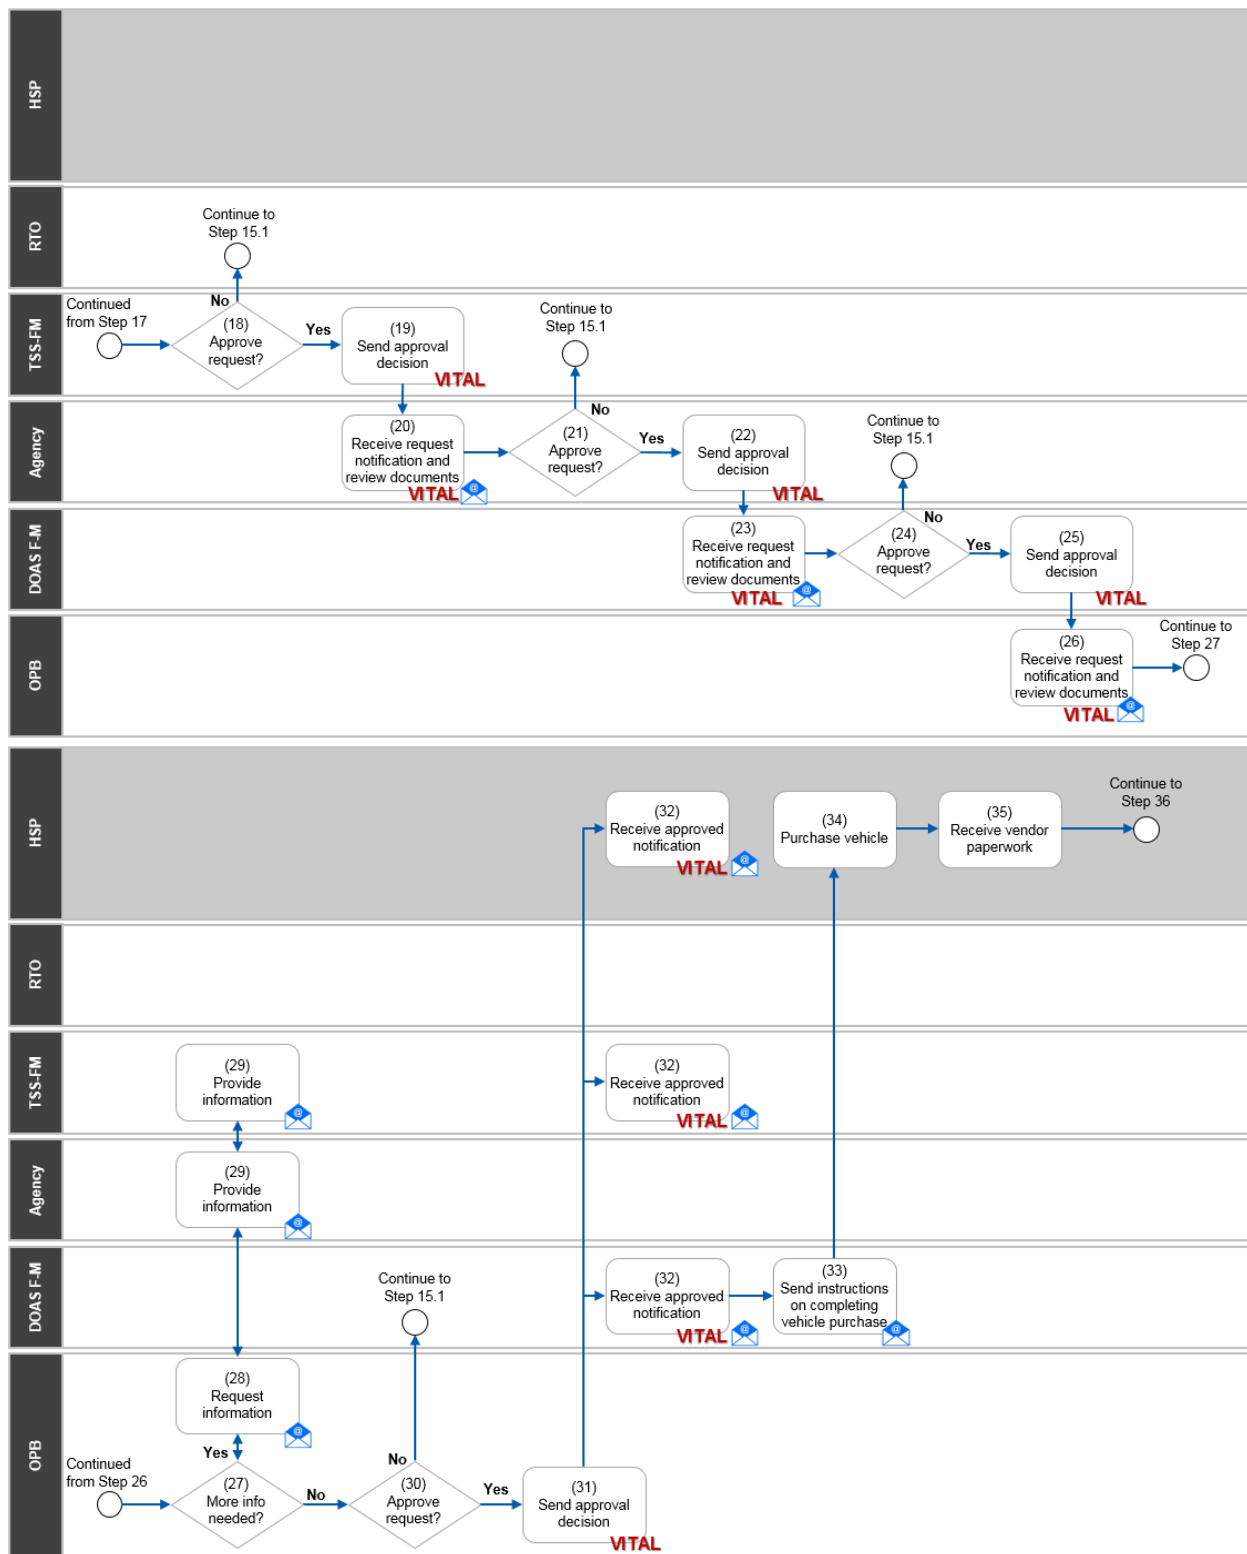 HSP
RTO
Continue to
Step 15.1
No
TSS-FM
Continued
from Step 17
(18)
Approve
request?
Yes
(19)
Send approval
decision
VITAL
Continue to
Step 15.1
No
Agency
(20)
Receive request
notification and
review documents
VITAL
@
(21)
Approve
request?
Yes
(22)
Send approval
decision
VITAL
Continue to
Step 15.1
No
DOAS F-M
(23)
Receive request
notification and
review documents
VITAL
@
(24)
Approve
request?
Yes
(25)
Send approval
decision
VITAL
OPB
(26)
Receive request
notification and
review documents
VITAL
@
Continue to
Step 27
HSP
(32)
Receive approved
notification
VITAL
@
(34)
Purchase vehicle
(35)
Receive vendor
paperwork
Continue to
Step 36
RTO
TSS-FM
(29)
Provide
information
@
(32)
Receive approved
notification
VITAL
@
Agency
(29)
Provide
information
@
DOAS F-M
Continue to
Step 15.1
(32)
Receive approved
notification
VITAL
@
(33)
Send instructions
on completing
vehicle purchase
@
OPB
(28)
Request
information
@
Yes
Continued
from Step 26
(27)
More info
needed?
No
No
(30)
Approve
request?
Yes
(31)
Send approval
decision
VITAL